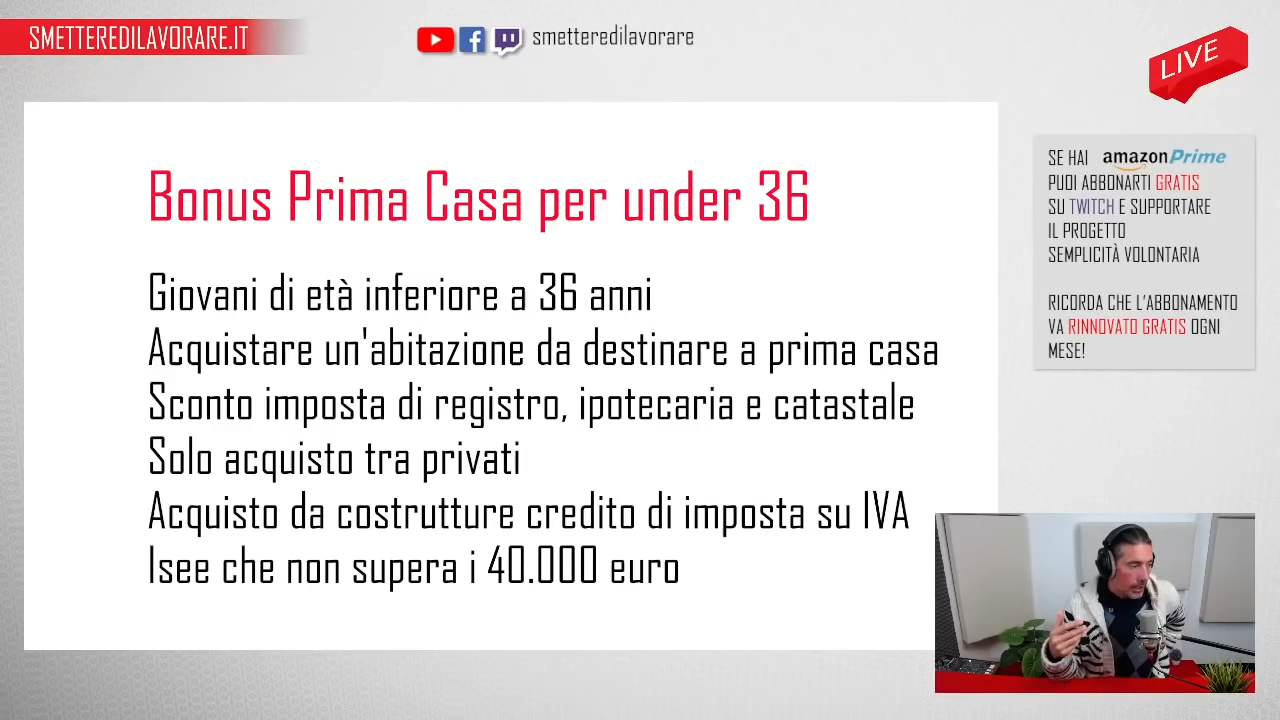 SMETTEREDILAVORARE.IT
smetteredilavorare
LIVE
Bonus Prima Casa per under 36
Giovani di età inferiore a 36 anni
Acquistare un'abitazione da destinare a prima casa
Sconto imposta di registro, ipotecaria e catastale
Solo acquisto tra privati
Acquisto da costrutture credito di imposta su IVA
Isee che non supera i 40.000 euro
SE HAI amazonPrime
PUOI ABBONARTI GRATIS
SU TWITCH E SUPPORTARE
IL PROGETTO
SEMPLICITÀ VOLONTARIA
RICORDA CHE L'ABBONAMENTO
VA RINNOVATO GRATIS OGNI
MESE!